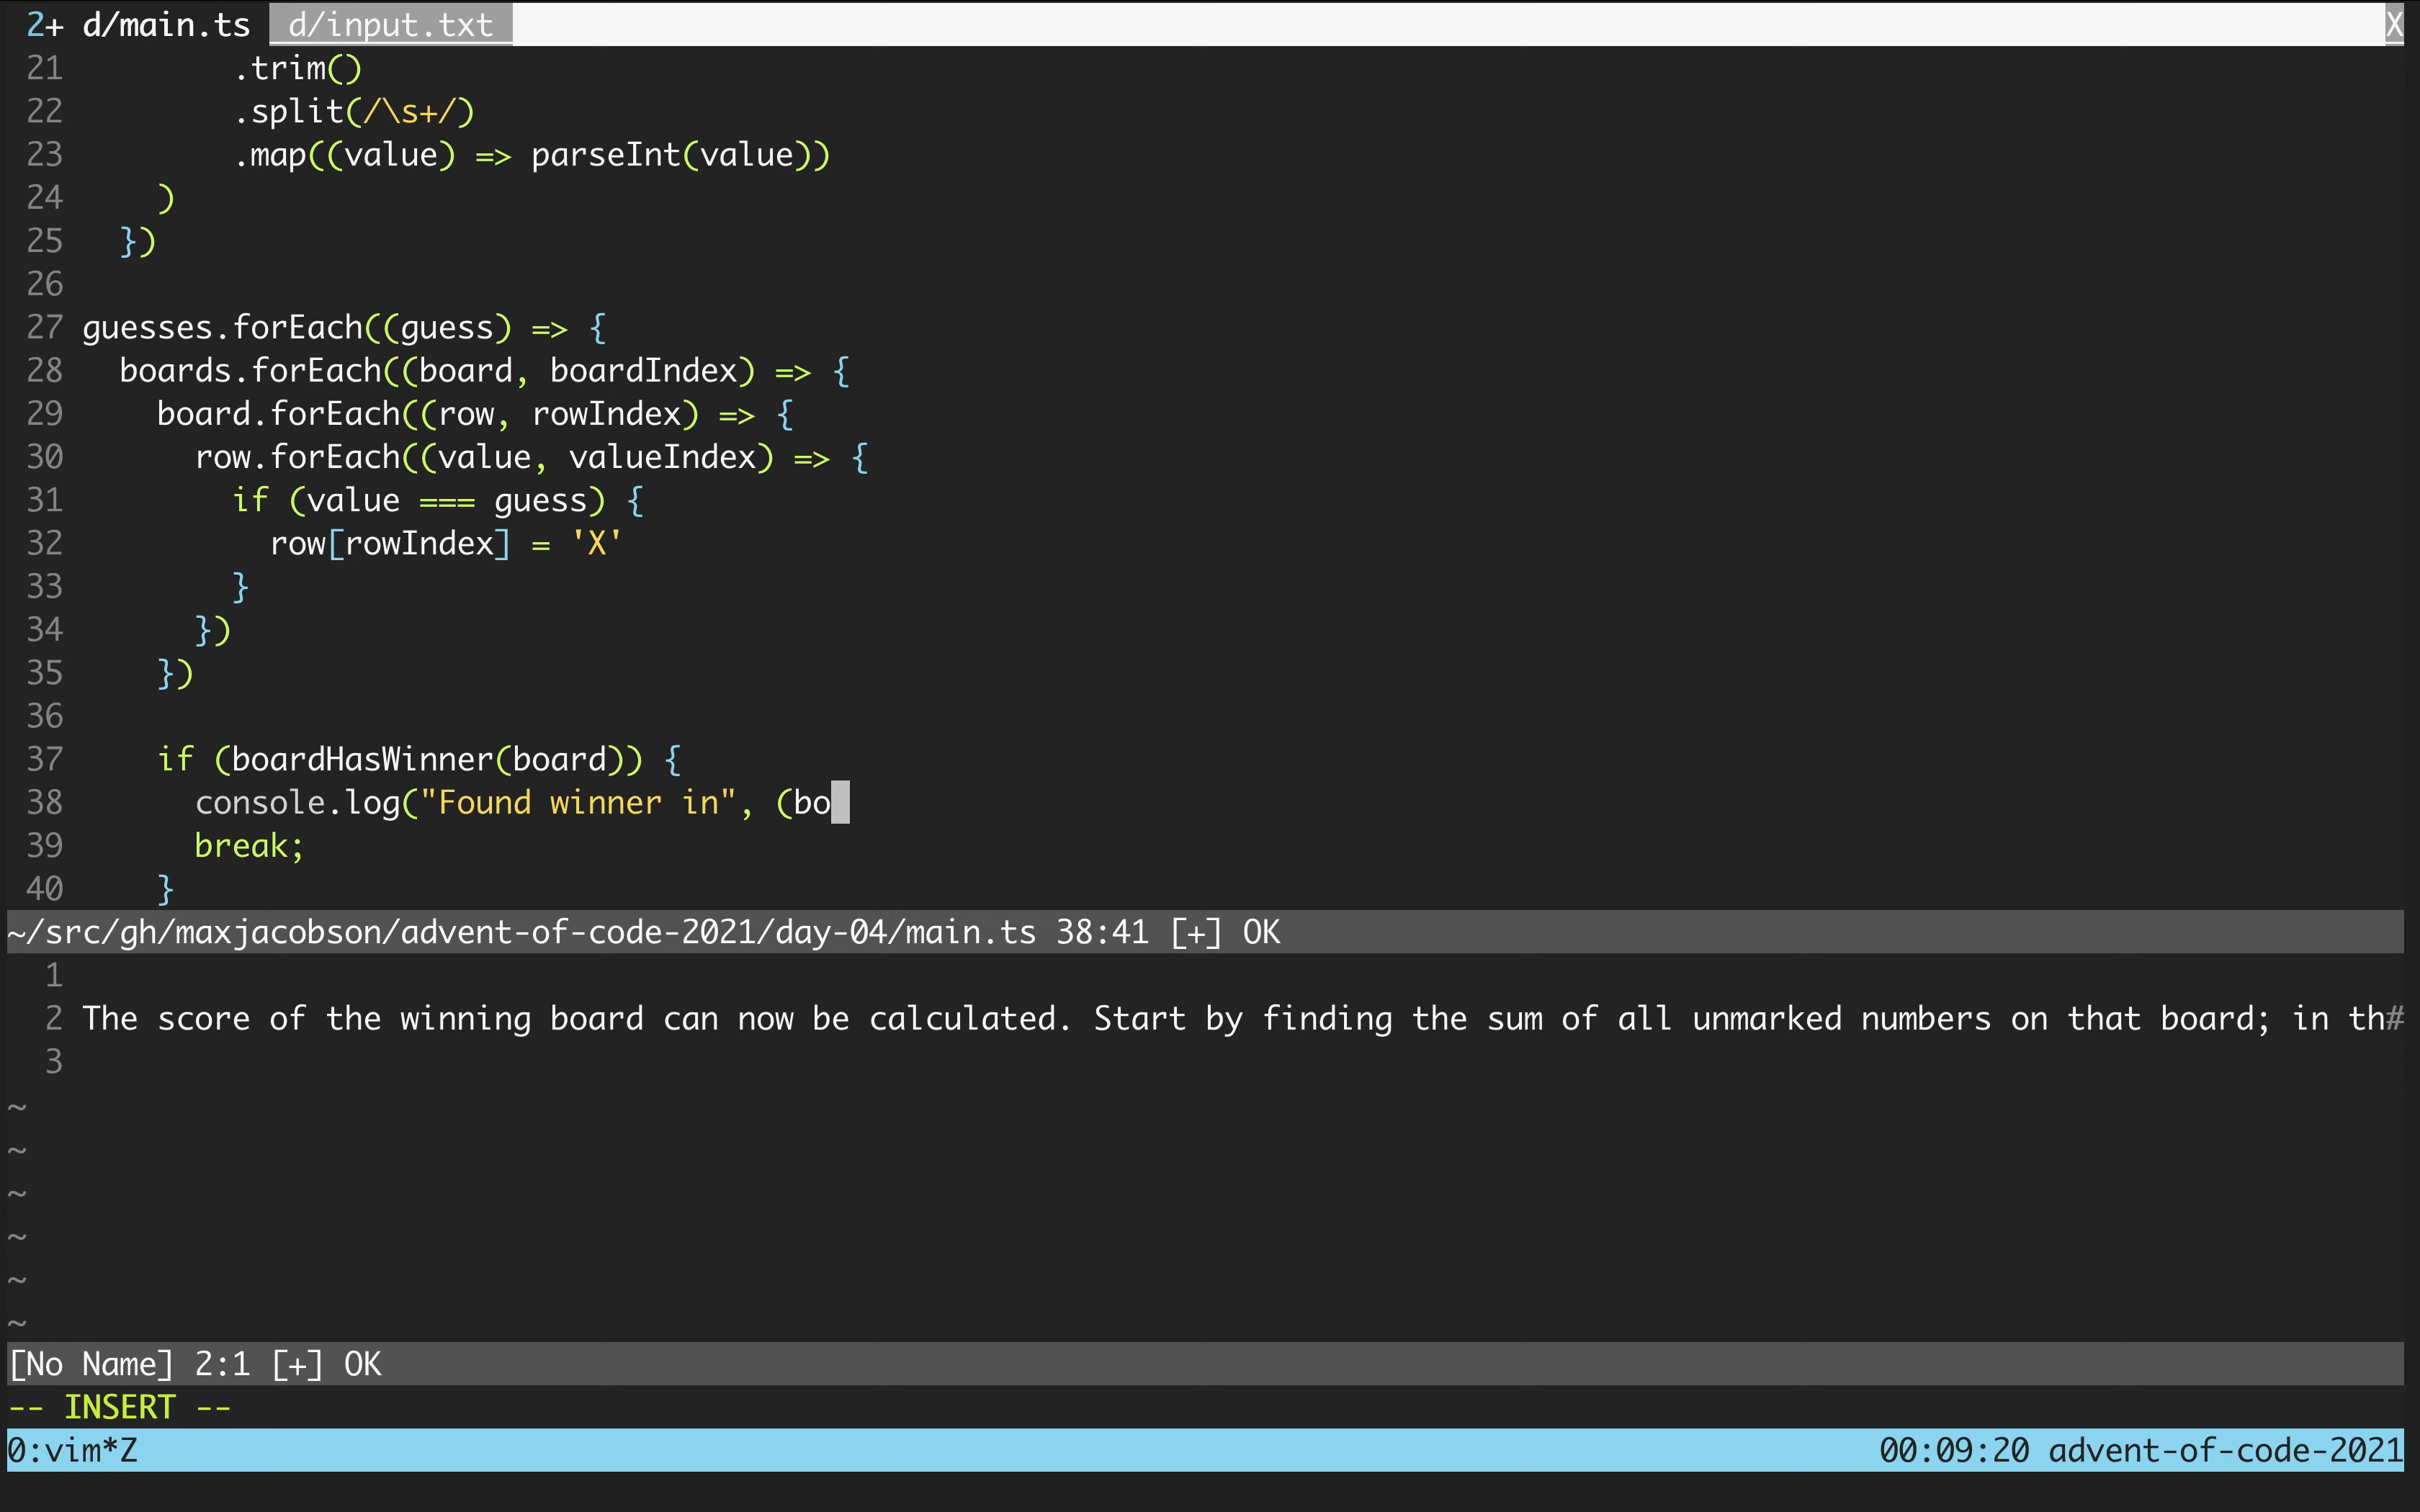 2+ d/main.ts  d/input.txt X
21         .trim()
22         .split(/\s+/)
23         .map((value) => parseInt(value))
24     )
25   })
26
27 guesses.forEach((guess) => {
28   boards.forEach((board, boardIndex) => {
29     board.forEach((row, rowIndex) => {
30       row.forEach((value, valueIndex) => {
31         if (value === guess) {
32           row[rowIndex] = 'X'
33         }
34       })
35     })
36
37     if (boardHasWinner(board)) {
38       console.log("Found winner in", (bo
39       break;
40     }
~/src/gh/maxjacobson/advent-of-code-2021/day-04/main.ts 38:41 [+] OK
1
2 The score of the winning board can now be calculated. Start by finding the sum of all unmarked numbers on that board; in th#
3
~
~
~
~
~
~
[No Name] 2:1 [+] OK
-- INSERT --
0:vim*Z 00:09:20 advent-of-code-2021